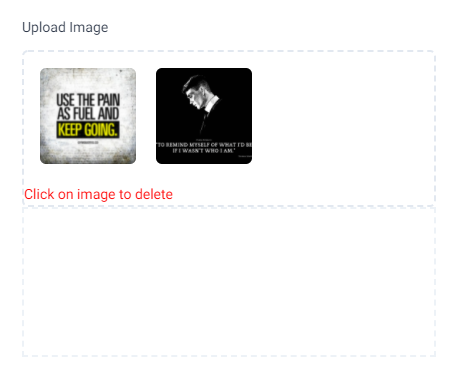 Upload Image
USE THE PAIN
AS FUEL AND
KEEP GOING.
"TO REMIND MYSELF OF WHAT I'D BE
IF I WASN'T WHO I AM."
Click on image to delete